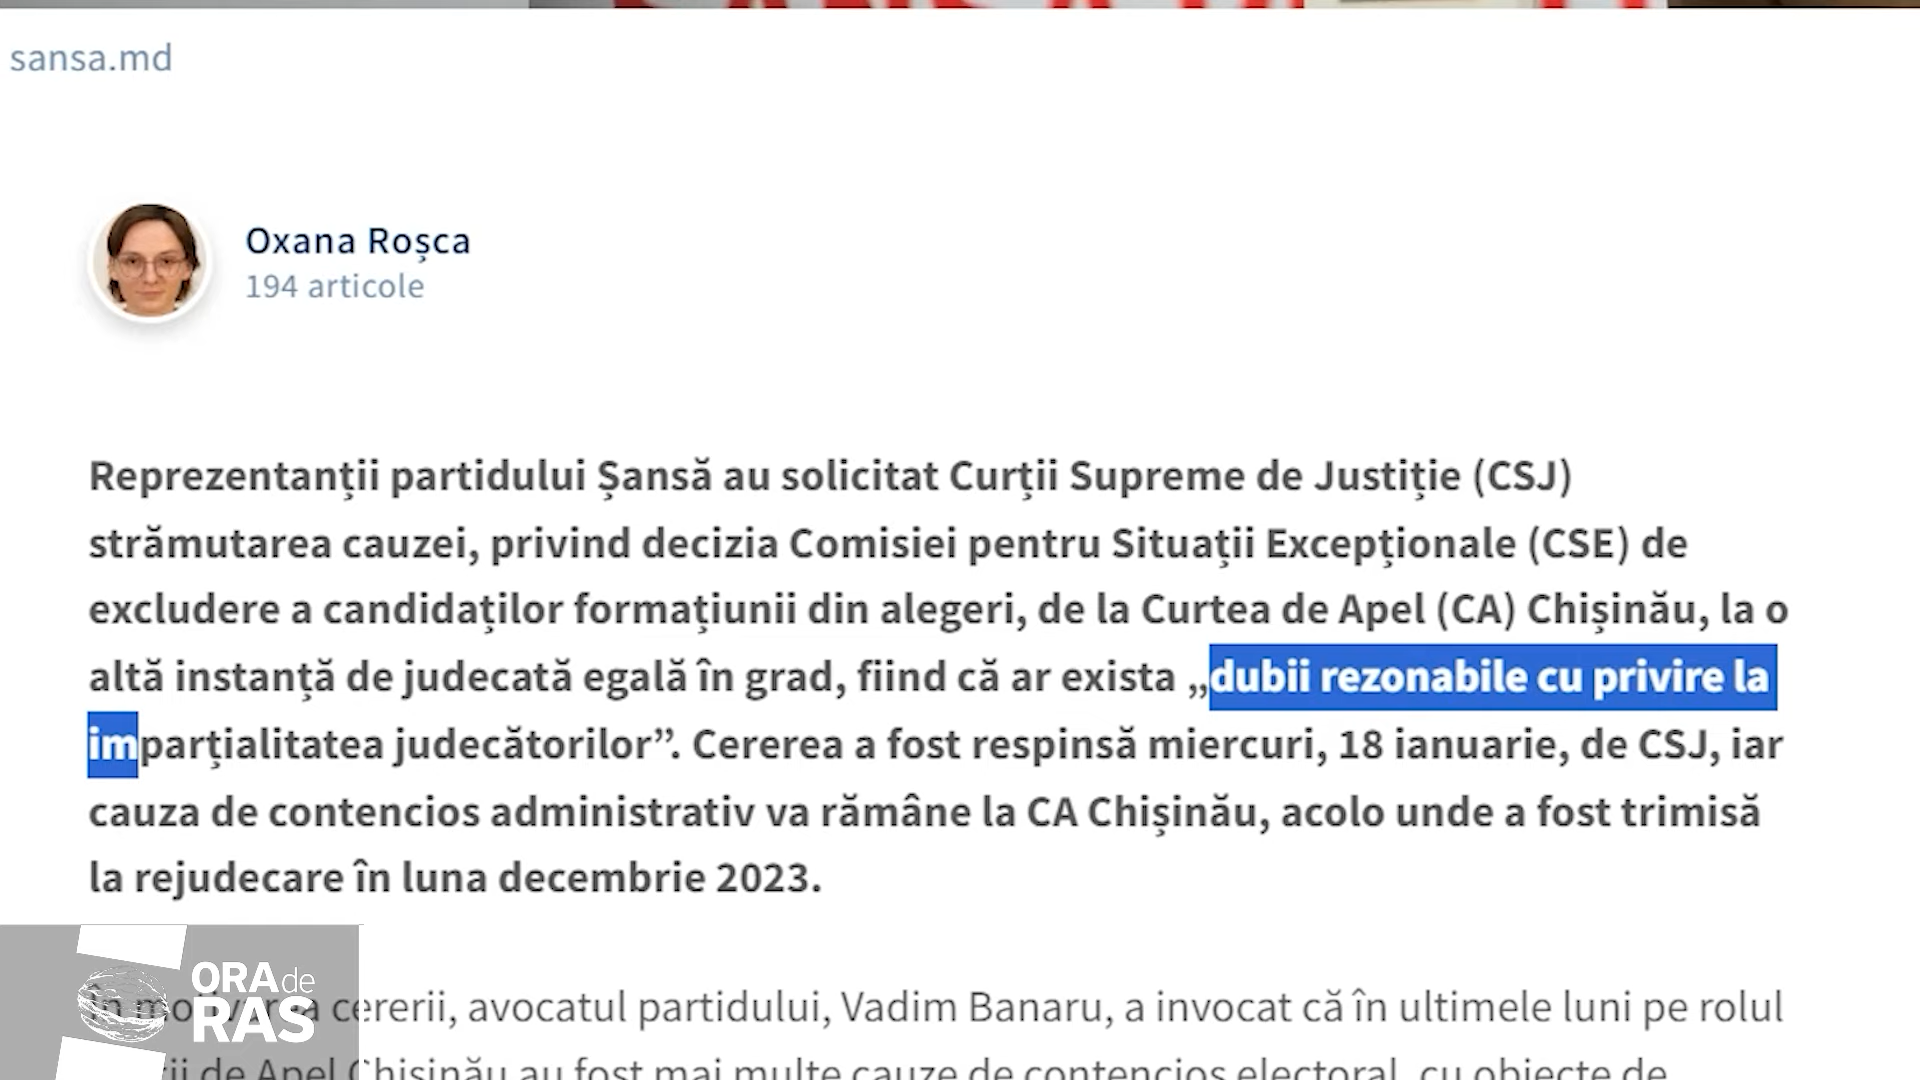 sansa.md
Oxana Roșca
194 articole
Reprezentanții partidului Șansă au solicitat Curții Supreme de Justiție (CSJ)
strămutarea cauzei, privind decizia Comisiei pentru Situații Excepționale (CSE) de
excludere a candidaților formațiunii din alegeri, de la Curtea de Apel (CA) Chișinău, la o
altă instanță de judecată egală în grad, fiind că ar exista „dubii rezonabile cu privire la
imparțialitatea judecătorilor”. Cererea a fost respinsă miercuri, 18 ianuarie, de CSJ, iar
cauza de contencios administrativ va rămâne la CA Chișinău, acolo unde a fost trimisă
la rejudecare în luna decembrie 2023.
ORA de
RAS
În cererii, avocatul partidului, Vadim Banaru, a invocat că în ultimele luni pe rolul
de Apel Chișinău au fost mai multe cauze de contencios electoral, cu obiecte de